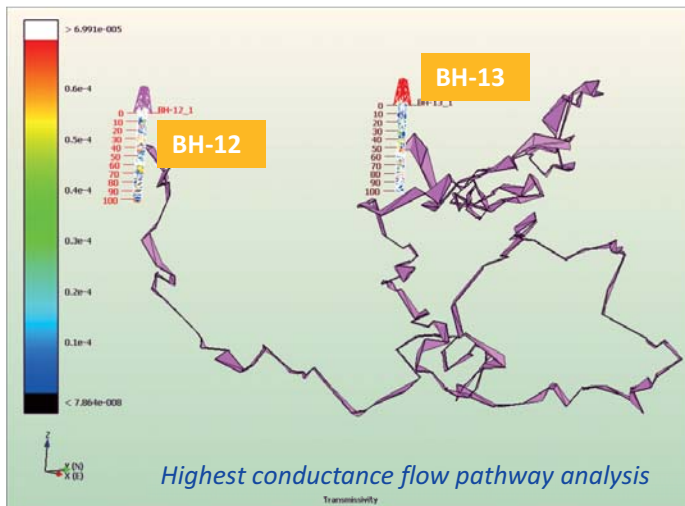 > 6.991e-005
0.6e-4
0.5e-4
0.4e-4
0.3e-4
0.2e-4
0.1e-4
< 7.864e-008
BH-12_1
0
10
20
30
40
50
60
70
80
90
100
BH-12
BH-13
BH-13_1
0
10
20
30
40
50
60
70
80
90
100
Z
Y (N)
X (E)
Highest conductance flow pathway analysis
Transmissivity